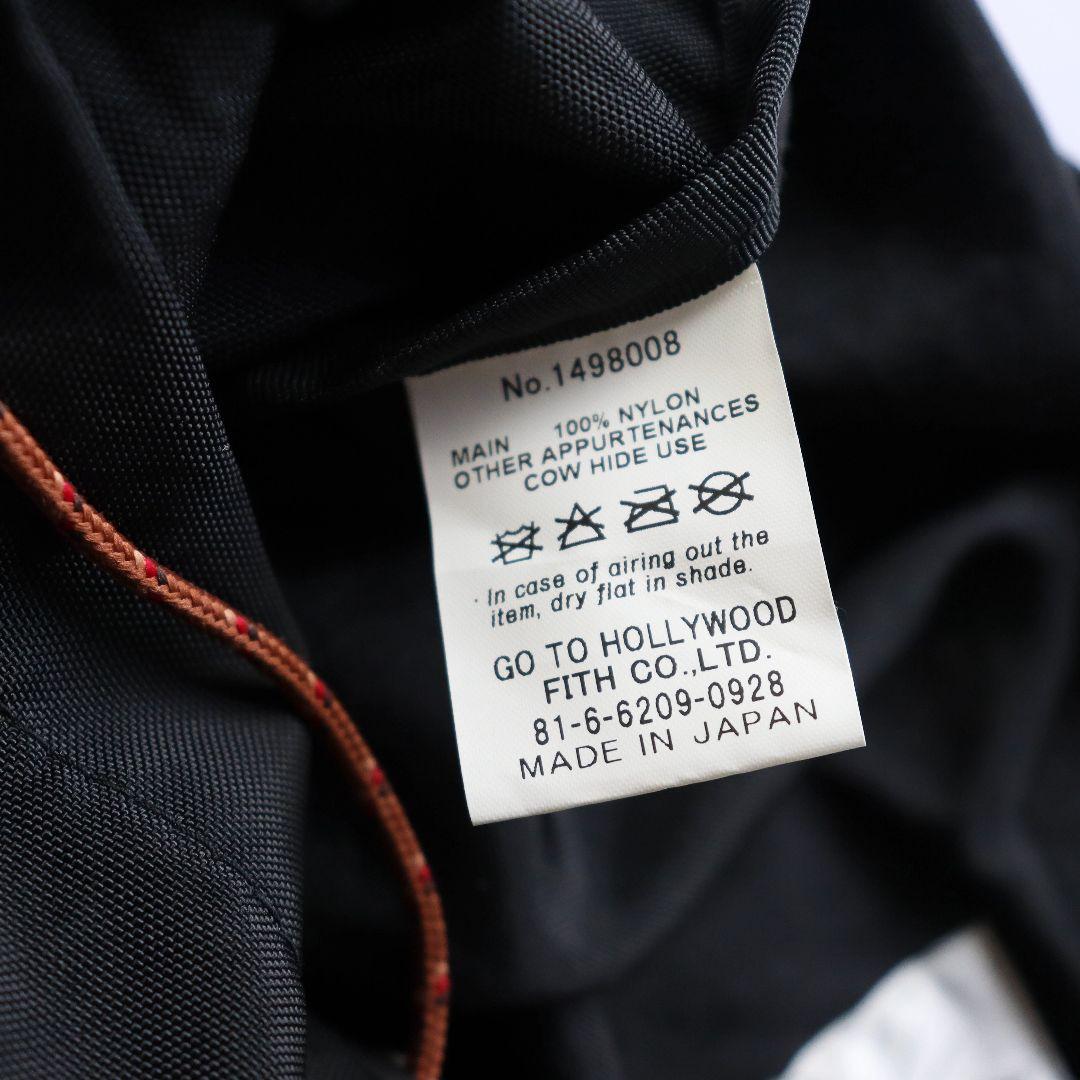 No.1498008
MAIN 100% NYLON
OTHER APPURTENANCES
COW HIDE USE
· In case of airing out the
item, dry flat in shade.
GO TO HOLLYWOOD
FITH CO.,LTD.
81-6-6209-0928
MADE IN JAPAN